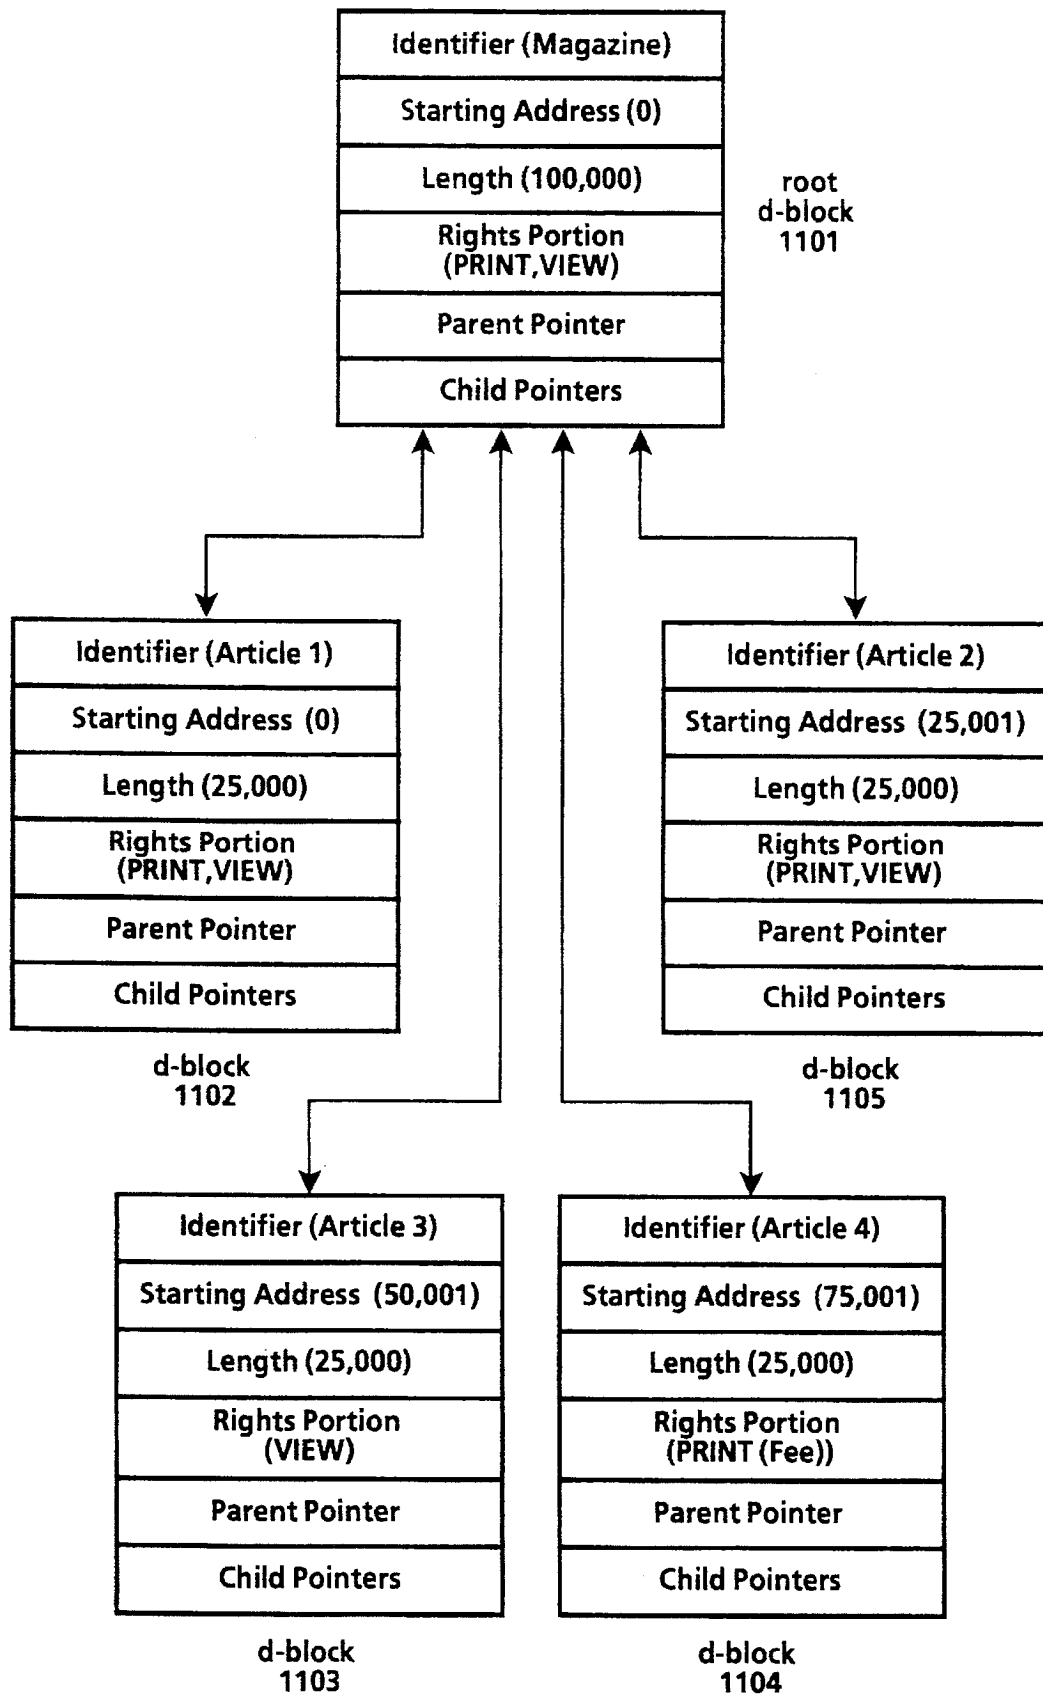 Identifier (Magazine)
Starting Address (0)
Length (100,000)
Rights Portion
(PRINT,VIEW)
Parent Pointer
Child Pointers
root
d-block
1101
Identifier (Article 1)
Starting Address (0)
Length (25,000)
Rights Portion
(PRINT,VIEW)
Parent Pointer
Child Pointers
d-block
1102
Identifier (Article 2)
Starting Address (25,001)
Length (25,000)
Rights Portion
(PRINT,VIEW)
Parent Pointer
Child Pointers
d-block
1105
Identifier (Article 3)
Starting Address (50,001)
Length (25,000)
Rights Portion
(VIEW)
Parent Pointer
Child Pointers
d-block
1103
Identifier (Article 4)
Starting Address (75,001)
Length (25,000)
Rights Portion
(PRINT (Fee))
Parent Pointer
Child Pointers
d-block
1104